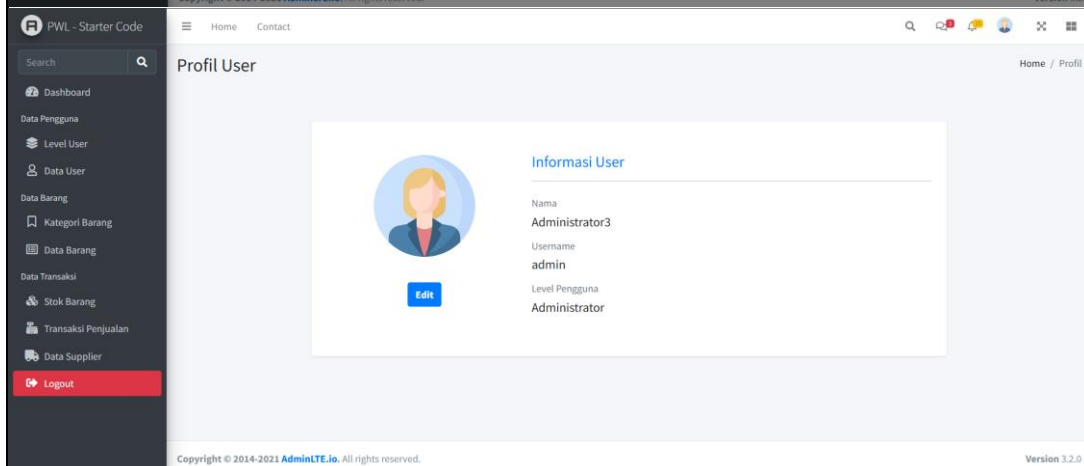 PWL - Starter Code
Home Contact
Search
Dashboard
Data Pengguna
Level User
Data User
Data Barang
Kategori Barang
Data Barang
Data Transaksi
Stok Barang
Transaksi Penjualan
Data Supplier
Logout
Profil User
Home / Profil
Informasi User
Nama
Administrator3
Username
admin
Level Pengguna
Administrator
Edit
Copyright © 2014-2021 AdminLTE.io. All rights reserved.
Version 3.2.0